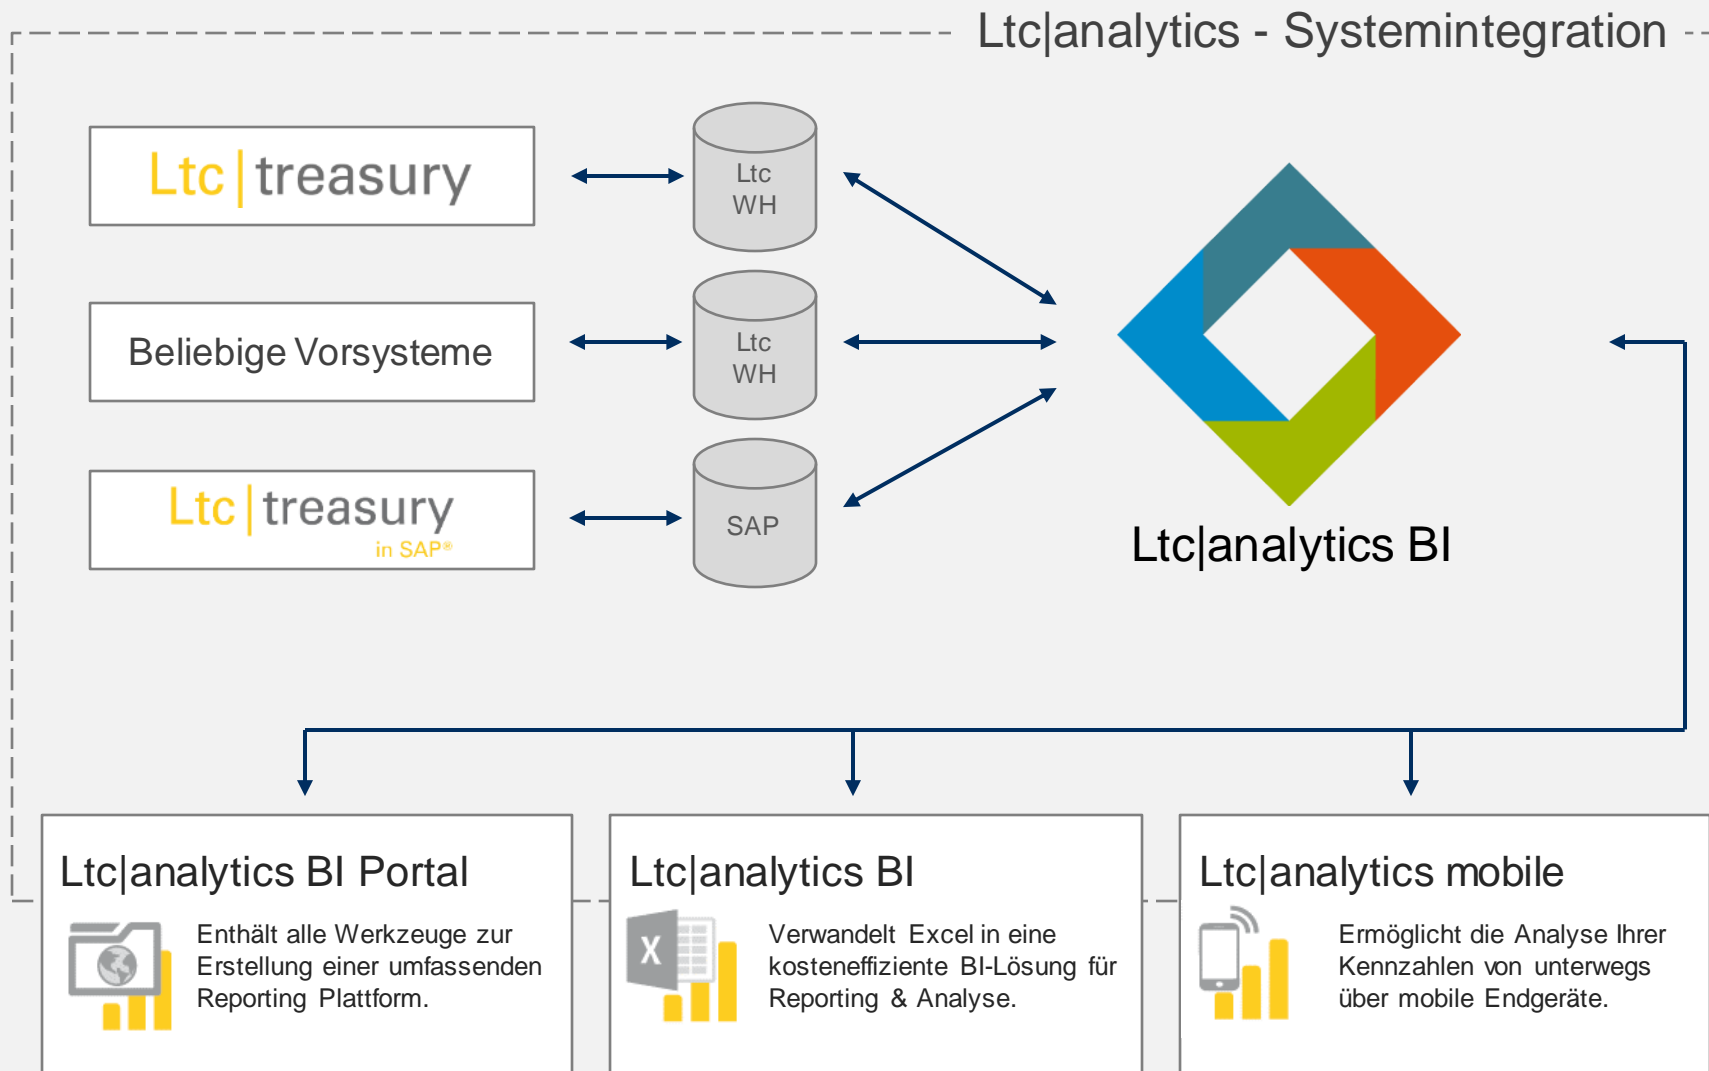 Ltc|analytics - Systemintegration
Ltc|treasury
Ltc
WH
Beliebige Vorsysteme
Ltc
WH
Ltc|treasury
in SAP®
SAP
Ltc|analytics BI
Ltc|analytics BI Portal
Enthält alle Werkzeuge zur
Erstellung einer umfassenden
Reporting Plattform.
Ltc|analytics BI
X
Verwandelt Excel in eine
kosteneffiziente BI-Lösung für
Reporting & Analyse.
Ltc|analytics mobile
Ermöglicht die Analyse Ihrer
Kennzahlen von unterwegs
über mobile Endgeräte.